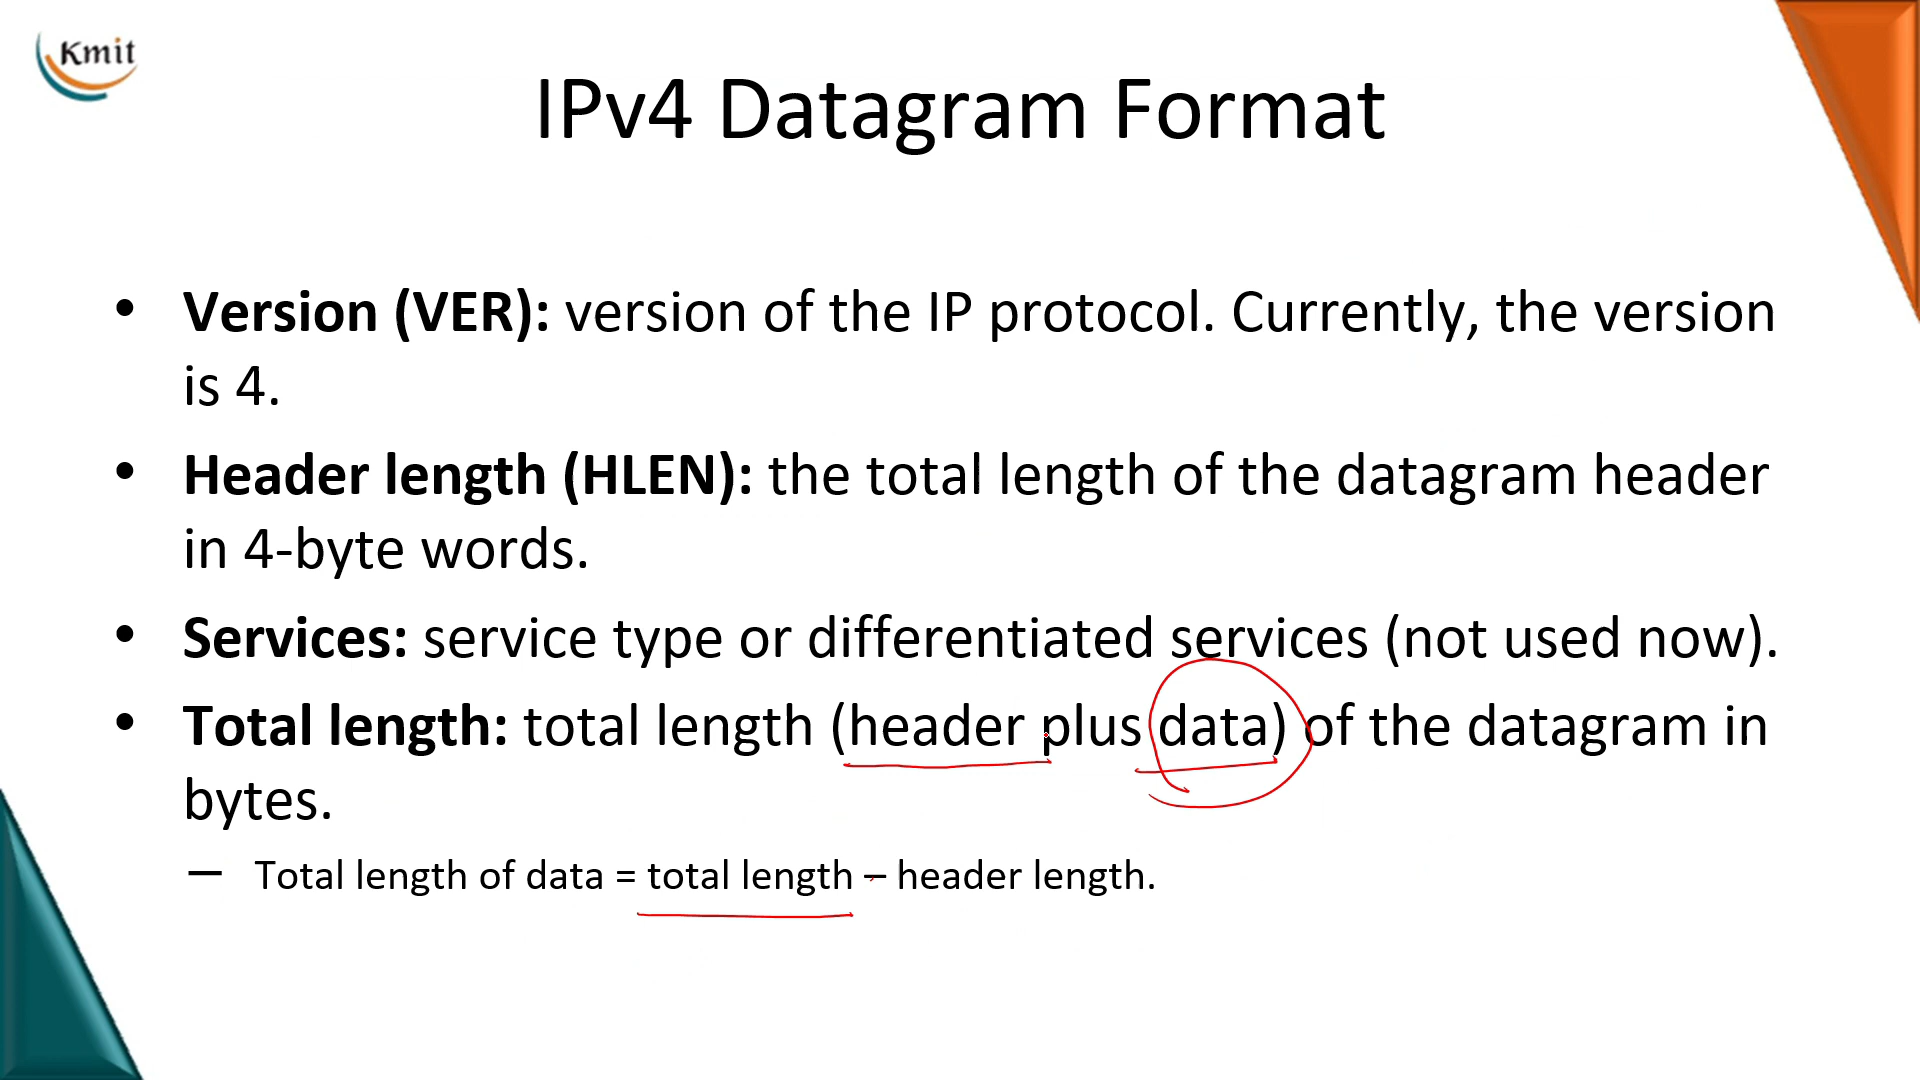 Kmit
IPv4 Datagram Format
• Version (VER): version of the IP protocol. Currently, the version
is 4.
• Header length (HLEN): the total length of the datagram header
in 4-byte words.
• Services: service type or differentiated services (not used now).
• Total length: total length (header plus data) of the datagram in
bytes.
– Total length of data = total length – header length.